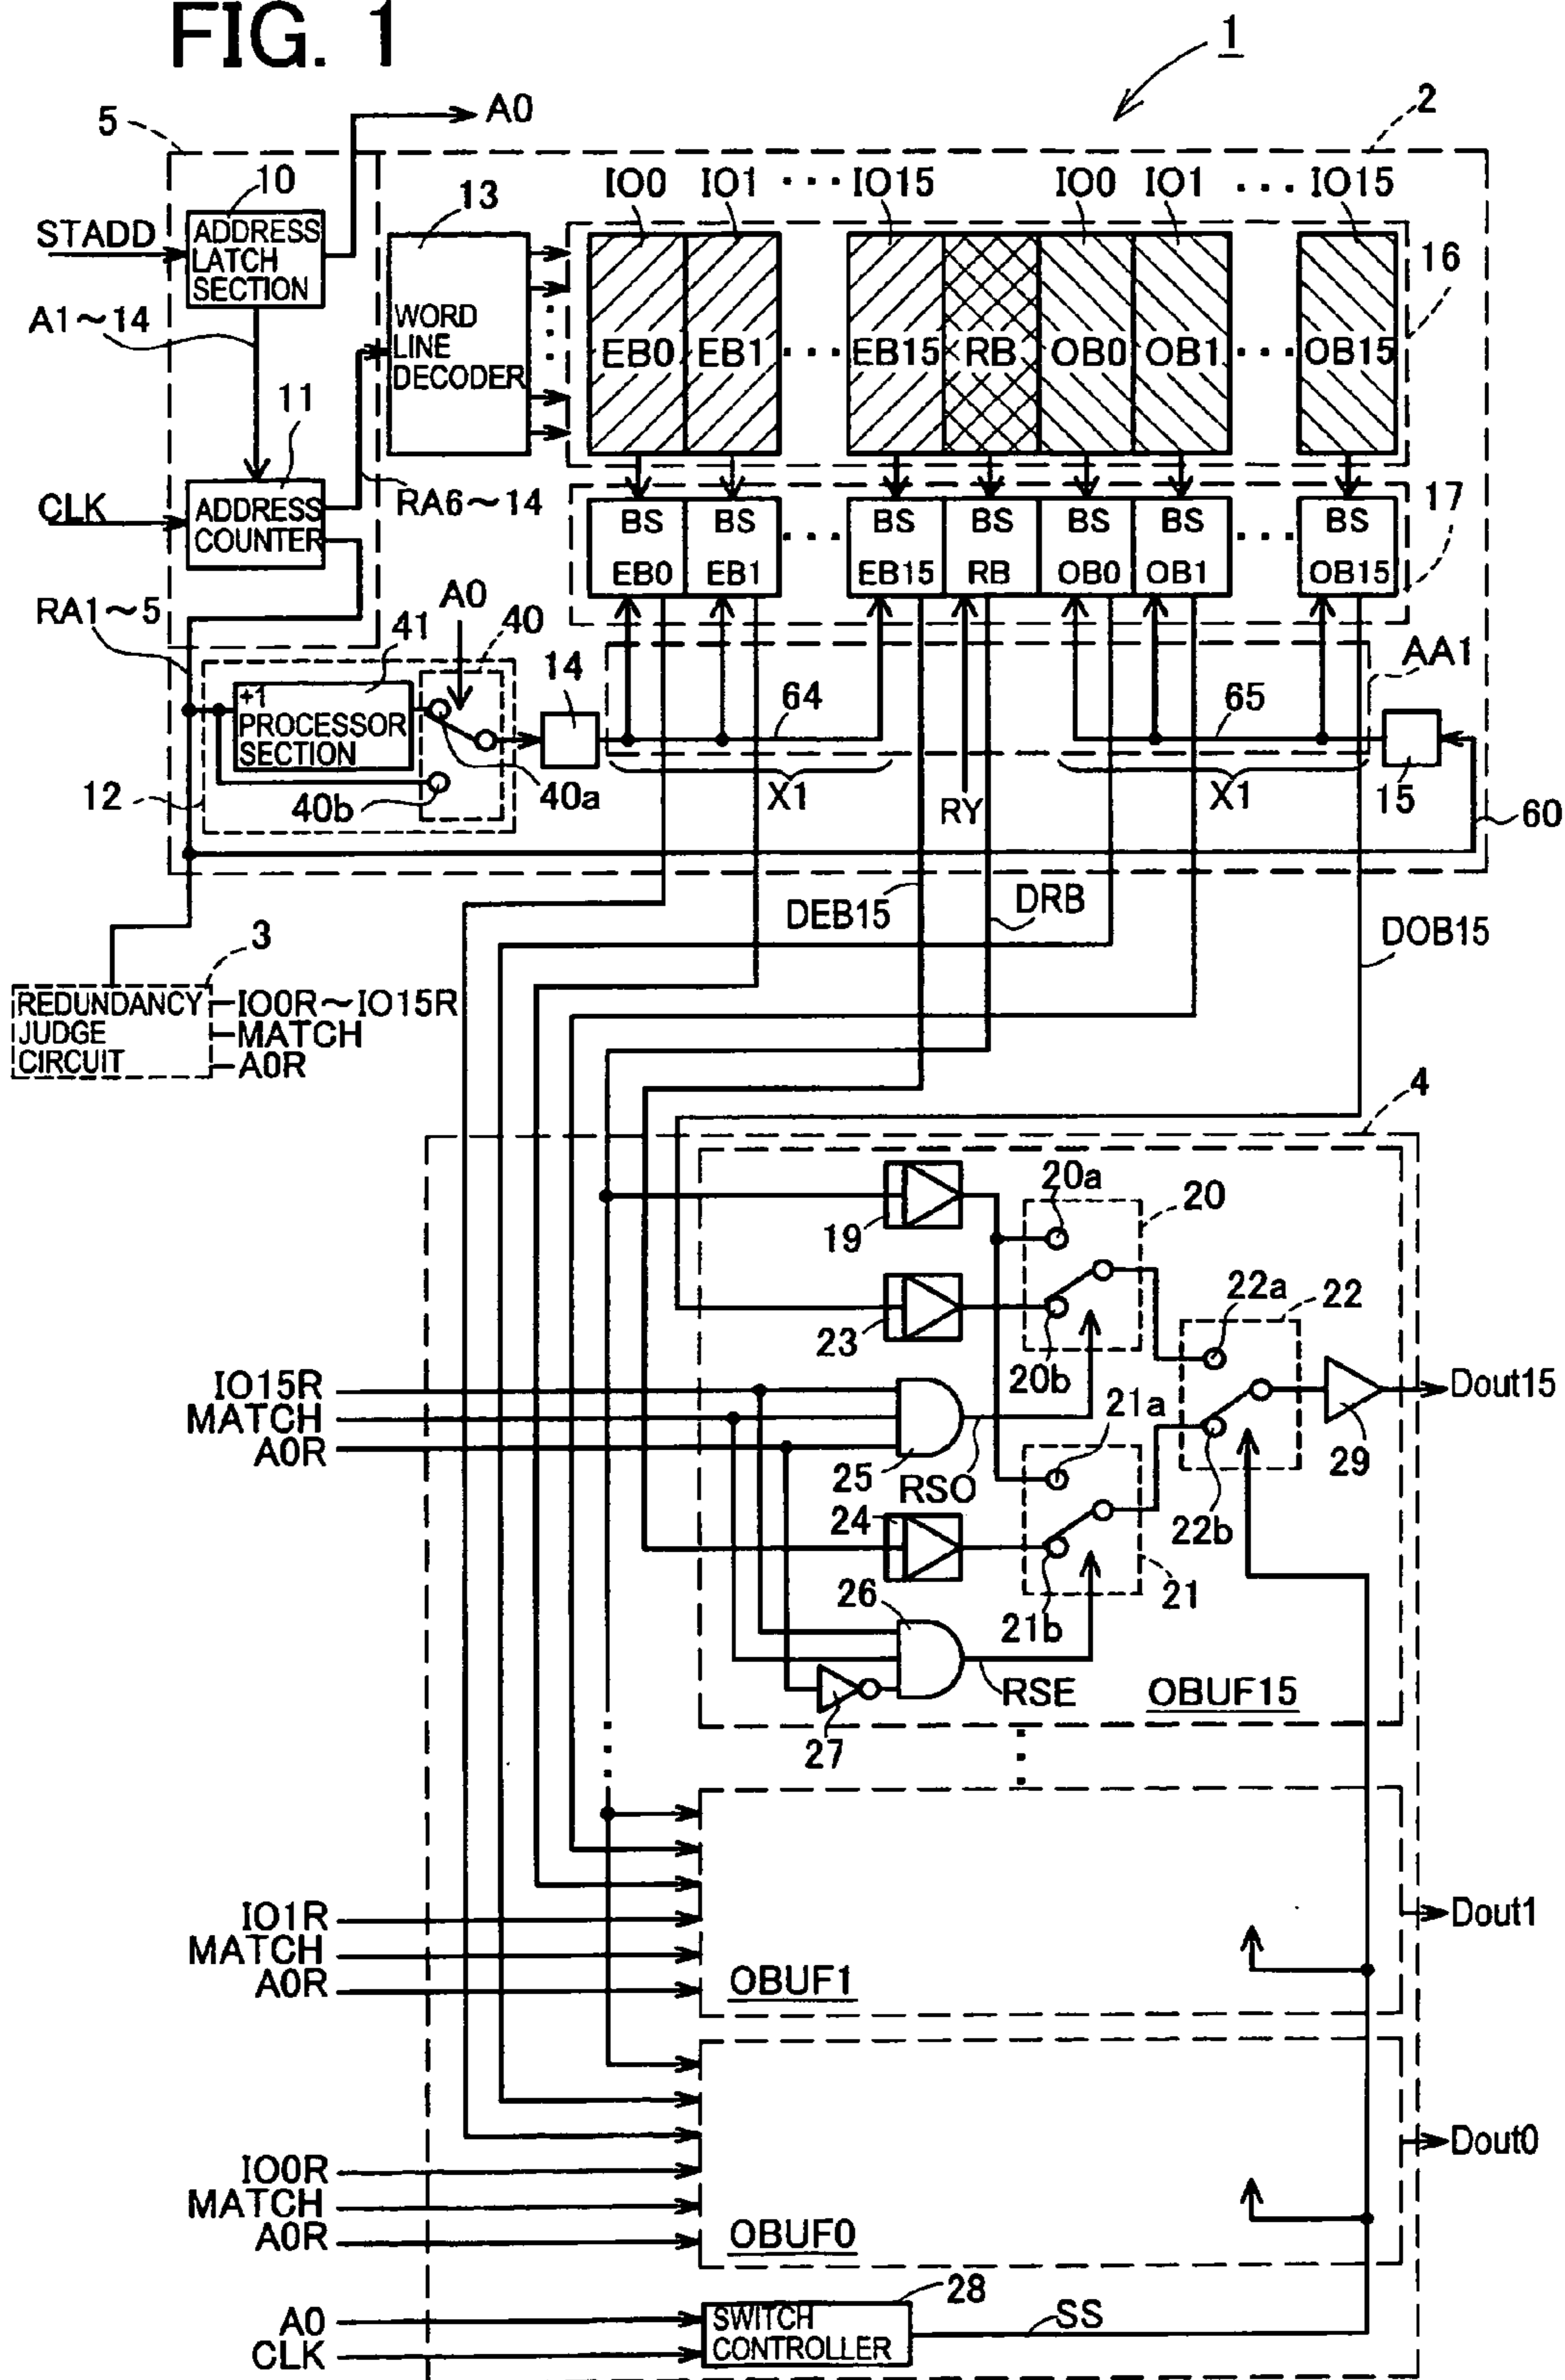 FIG. 1
1
5
A0
2
10
13
IO0 IO1 ··· IO15 IO0 IO1 ··· IO15
STADD
ADDRESS
LATCH
SECTION
16
A1~14
WORD
LINE
DECODER
EB0 EB1 ··· EB15 RB OB0 OB1 ··· OB15
11
CLK
ADDRESS
COUNTER
RA6~14
17
BS BS ··· BS BS BS BS ··· BS
EB0 EB1 EB15 RB OB0 OB1 OB15
RA1~5
A0
41
40
14
AA1
+1
PROCESSOR
SECTION
64
65
12
40b
40a
X1
RY
X1
15
60
DEB15
DRB
DOB15
3
REDUNDANCY
JUDGE
CIRCUIT
IO0R~IO15R
MATCH
A0R
4
20a
20
19
22a
22
23
20b
IO15R
MATCH
A0R
21a
Dout15
25
RSO
29
24
22b
26
21b
21
RSE
OBUF15
27
IO1R
MATCH
A0R
OBUF1
Dout1
IO0R
MATCH
A0R
OBUF0
Dout0
28
A0
CLK
SWITCH
CONTROLLER
SS